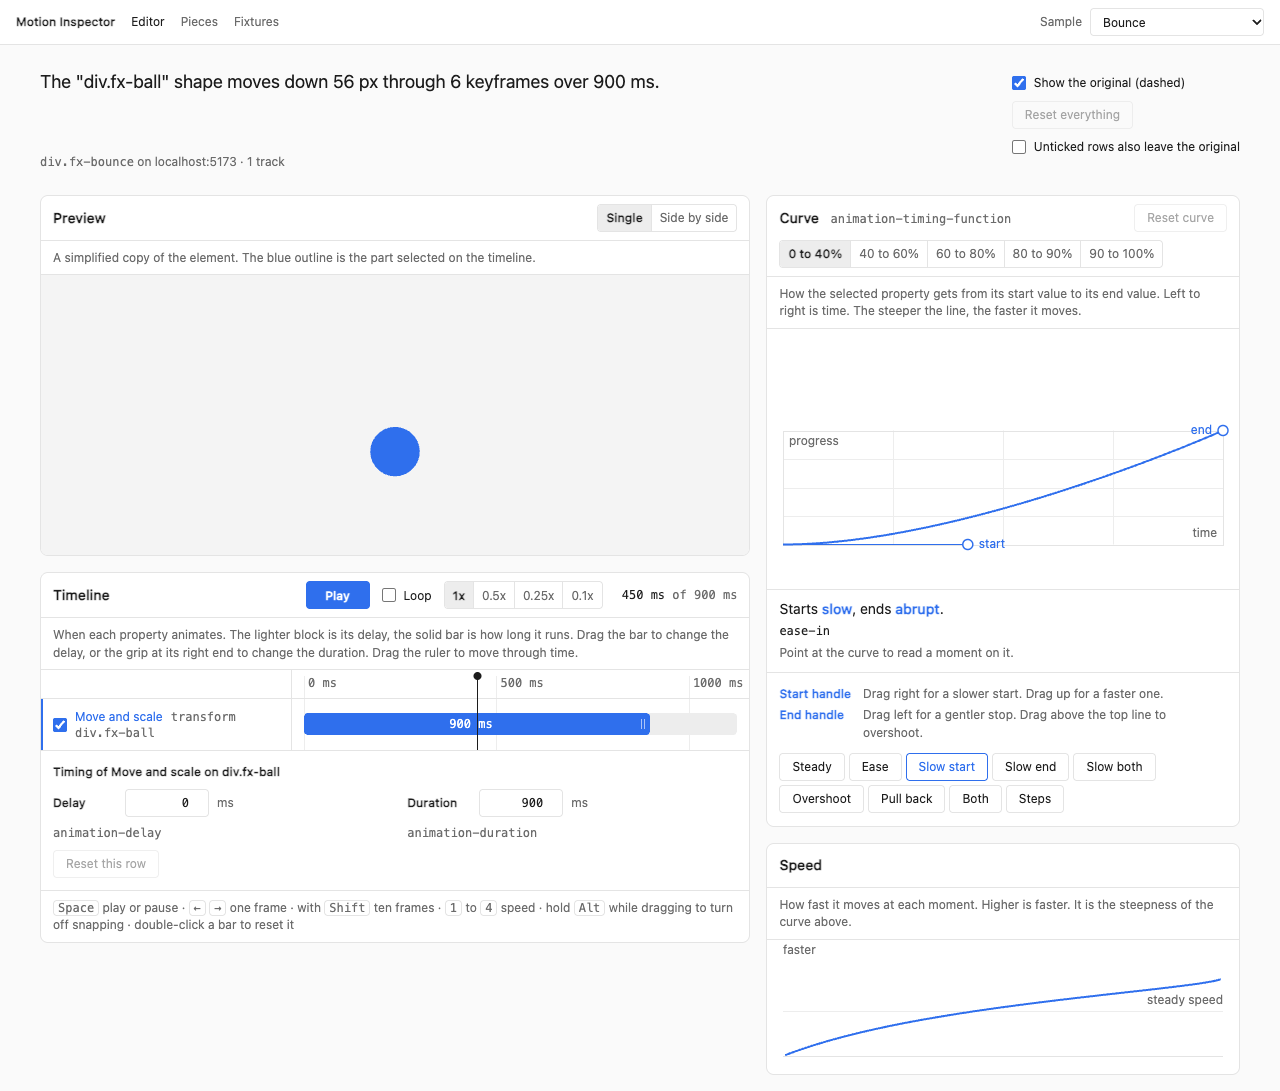 Motion Inspector Editor Pieces Fixtures Sample Bounce
The "div.fx-ball" shape moves down 56 px through 6 keyframes over 900 ms.
Show the original (dashed)
Reset everything
Unticked rows also leave the original
div.fx-bounce on localhost:5173 · 1 track
Preview Single Side by side
A simplified copy of the element. The blue outline is the part selected on the timeline.
Timeline Play Loop 1x 0.5x 0.25x 0.1x 450 ms of 900 ms
When each property animates. The lighter block is its delay, the solid bar is how long it runs. Drag the bar to change the
delay, or the grip at its right end to change the duration. Drag the ruler to move through time.
0 ms 500 ms 1000 ms
Move and scale transform
div.fx-ball
900 ms
Timing of Move and scale on div.fx-ball
Delay 0 ms Duration 900 ms
animation-delay animation-duration
Reset this row
Space play or pause · ← → one frame · with Shift ten frames · 1 to 4 speed · hold Alt while dragging to turn
off snapping · double-click a bar to reset it
Curve animation-timing-function Reset curve
0 to 40% 40 to 60% 60 to 80% 80 to 90% 90 to 100%
How the selected property gets from its start value to its end value. Left to
right is time. The steeper the line, the faster it moves.
end
progress
time
start
Starts slow, ends abrupt.
ease-in
Point at the curve to read a moment on it.
Start handle Drag right for a slower start. Drag up for a faster one.
End handle Drag left for a gentler stop. Drag above the top line to
overshoot.
Steady Ease Slow start Slow end Slow both
Overshoot Pull back Both Steps
Speed
How fast it moves at each moment. Higher is faster. It is the steepness of the
curve above.
faster
steady speed